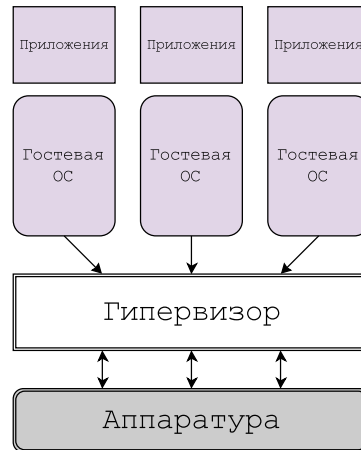 Приложения Приложения Приложения
Гостевая Гостевая Гостевая
ОС ОС ОС
Гипервизор
Аппаратура